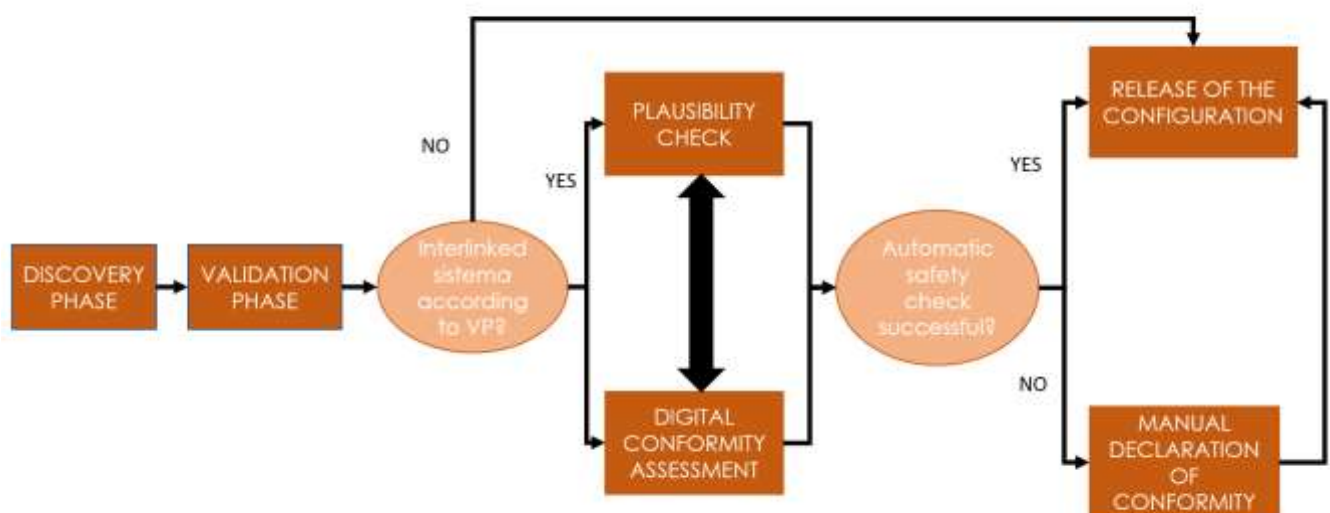 DISCOVERY
PHASE
VALIDATION
PHASE
Interlinked
sistema
according
to VP?
NO
YES
PLAUSIBILITY
CHECK
DIGITAL
CONFORMITY
ASSESSMENT
Automatic
safety
check
successful?
YES
NO
RELEASE OF THE
CONFIGURATION
MANUAL
DECLARATION
OF
CONFORMITY